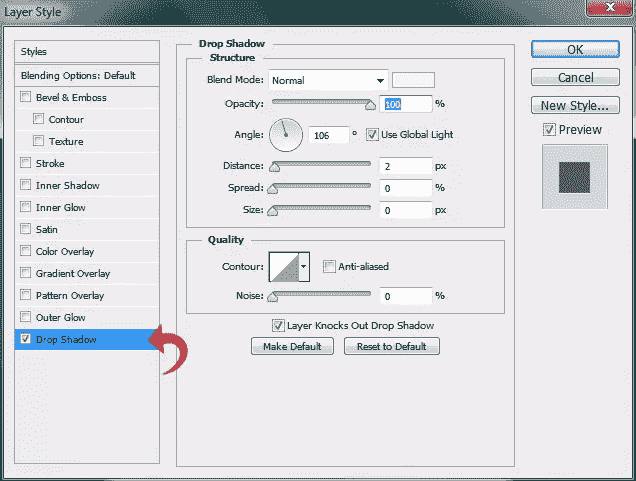 Layer Style
Styles
Blending Options: Default
Bevel & Emboss
Contour
Texture
Stroke
Inner Shadow
Inner Glow
Satin
Color Overlay
Gradient Overlay
Pattern Overlay
Outer Glow
Drop Shadow
Drop Shadow
Structure
Blend Mode: Normal
Opacity: 100 %
Angle: 106 ° Use Global Light
Distance: 2 px
Spread: 0 %
Size: 0 px
Quality
Contour: Anti-aliased
Noise: 0 %
Layer Knocks Out Drop Shadow
Make Default Reset to Default
OK
Cancel
New Style...
Preview